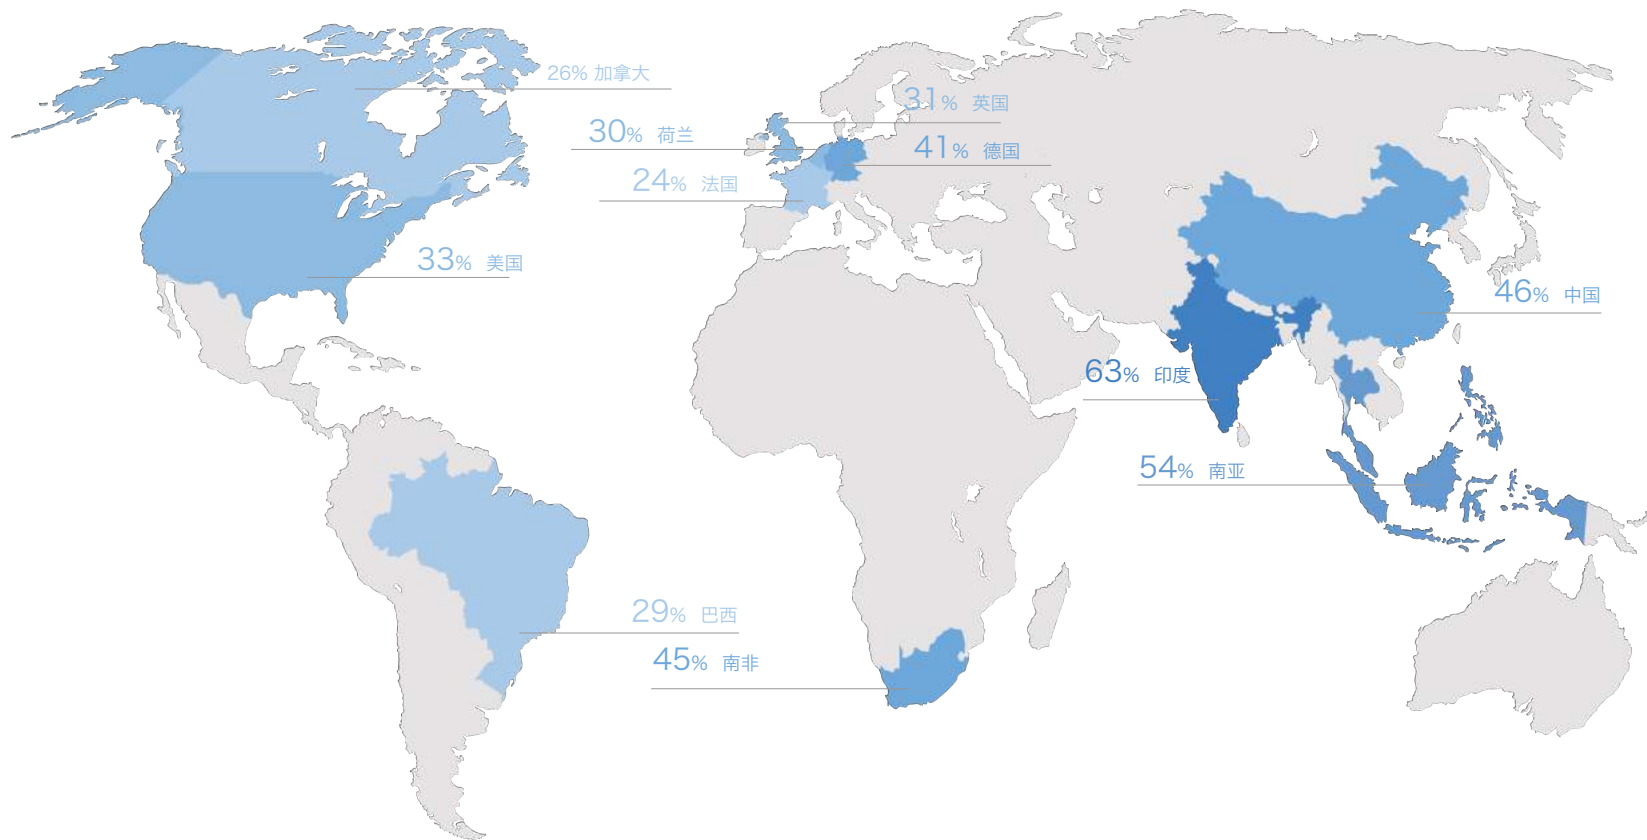 26% 加拿大
31% 英国
30% 荷兰
41% 德国
24% 法国
33% 美国
46% 中国
63% 印度
54% 南亚
29% 巴西
45% 南非